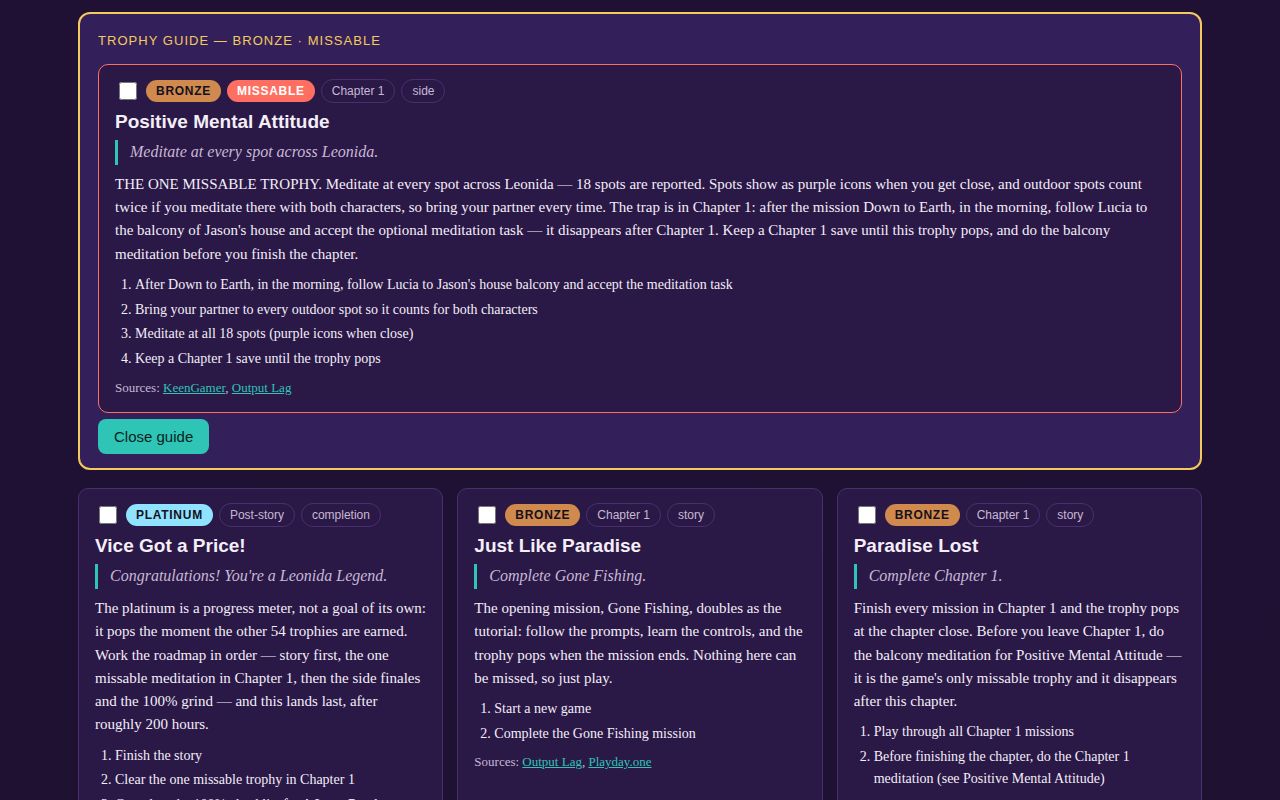 TROPHY GUIDE — BRONZE · MISSABLE
BRONZE MISSABLE Chapter 1 side
Positive Mental Attitude
Meditate at every spot across Leonida.
THE ONE MISSABLE TROPHY. Meditate at every spot across Leonida — 18 spots are reported. Spots show as purple icons when you get close, and outdoor spots count
twice if you meditate there with both characters, so bring your partner every time. The trap is in Chapter 1: after the mission Down to Earth, in the morning, follow Lucia to
the balcony of Jason's house and accept the optional meditation task — it disappears after Chapter 1. Keep a Chapter 1 save until this trophy pops, and do the balcony
meditation before you finish the chapter.
1. After Down to Earth, in the morning, follow Lucia to Jason's house balcony and accept the meditation task
2. Bring your partner to every outdoor spot so it counts for both characters
3. Meditate at all 18 spots (purple icons when close)
4. Keep a Chapter 1 save until the trophy pops
Sources: KeenGamer, Output Lag
Close guide
PLATINUM Post-story completion
Vice Got a Price!
Congratulations! You're a Leonida Legend.
The platinum is a progress meter, not a goal of its own:
it pops the moment the other 54 trophies are earned.
Work the roadmap in order — story first, the one
missable meditation in Chapter 1, then the side finales
and the 100% grind — and this lands last, after
roughly 200 hours.
1. Finish the story
2. Clear the one missable trophy in Chapter 1
BRONZE Chapter 1 story
Just Like Paradise
Complete Gone Fishing.
The opening mission, Gone Fishing, doubles as the
tutorial: follow the prompts, learn the controls, and the
trophy pops when the mission ends. Nothing here can
be missed, so just play.
1. Start a new game
2. Complete the Gone Fishing mission
Sources: Output Lag, Playday.one
BRONZE Chapter 1 story
Paradise Lost
Complete Chapter 1.
Finish every mission in Chapter 1 and the trophy pops
at the chapter close. Before you leave Chapter 1, do
the balcony meditation for Positive Mental Attitude —
it is the game's only missable trophy and it disappears
after this chapter.
1. Play through all Chapter 1 missions
2. Before finishing the chapter, do the Chapter 1
meditation (see Positive Mental Attitude)